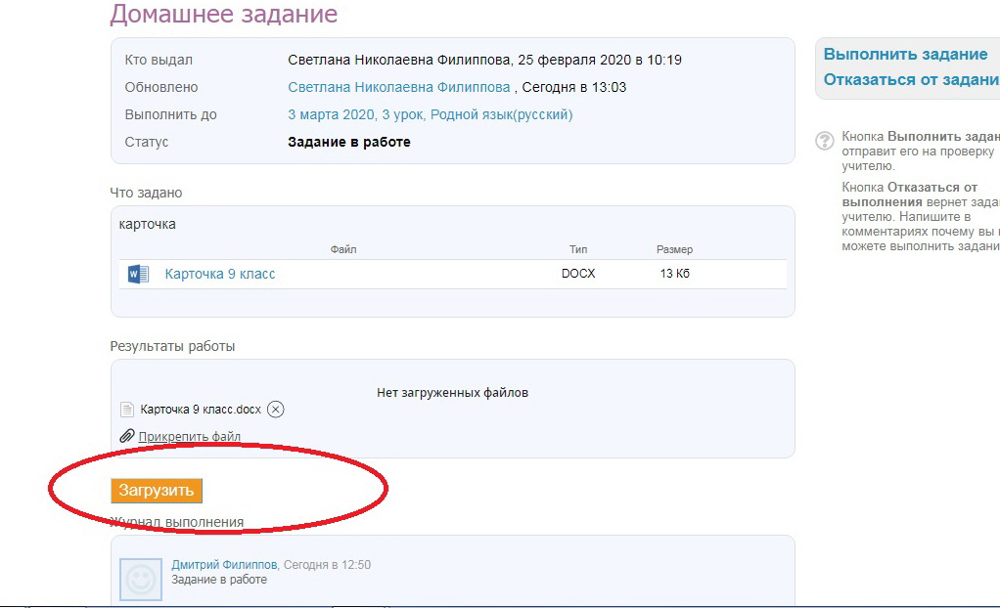 Домашнее задание
Кто выдал Светлана Николаевна Филиппова, 25 февраля 2020 в 10:19
Обновлено Светлана Николаевна Филиппова , Сегодня в 13:03
Выполнить до 3 марта 2020, 3 урок, Родной язык(русский)
Статус Задание в работе
Что задано
карточка
Файл Тип Размер
Карточка 9 класс DOCX 13 Кб
Результаты работы
Нет загруженных файлов
Карточка 9 класс.docx
Прикрепить файл
Загрузить
Журнал выполнения
Дмитрий Филиппов, Сегодня в 12:50
Задание в работе
Выполнить задание
Отказаться от задани
?
Кнопка Выполнить задан
отправит его на проверку
учителю.
Кнопка Отказаться от
выполнения вернет зада
учителю. Напишите в
комментариях почему вы
можете выполнить задани